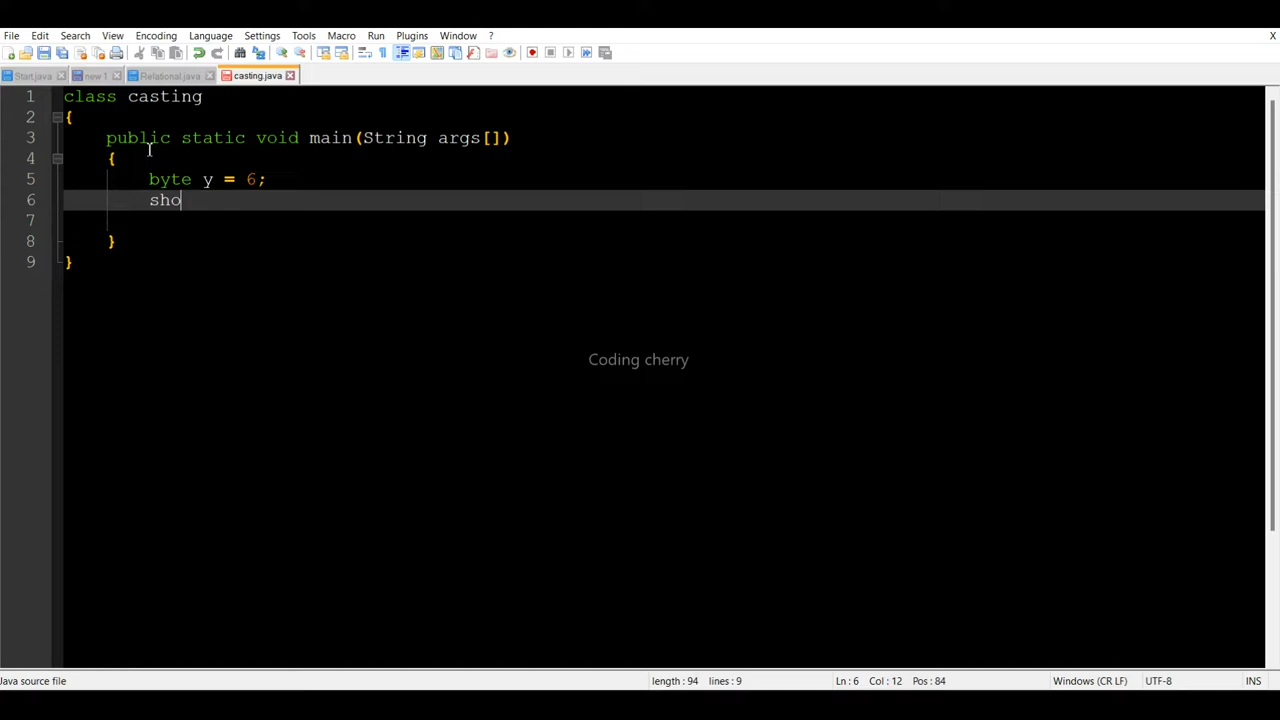 File Edit Search View Encoding Language Settings Tools Macro Run Plugins Window ? X
Start.java new 1 Relational.java casting.java
1 class casting
2 {
3 public static void main(String args[])
4 {
5 byte y = 6;
6 sho
7
8 }
9 }
Coding cherry
Java source file length : 94 lines : 9 Ln : 6 Col : 12 Pos : 84 Windows (CR LF) UTF-8 INS